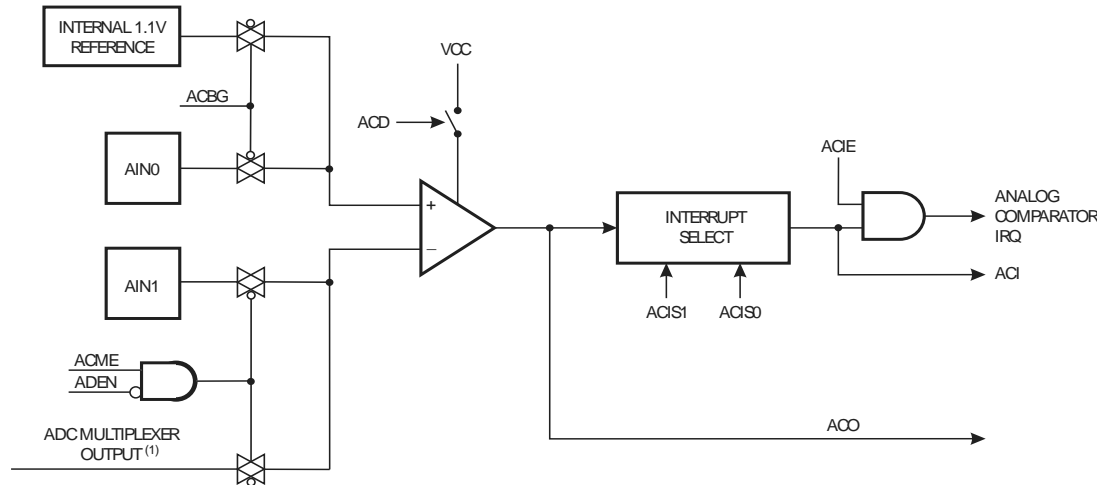 INTERNAL 1.1V
REFERENCE
ACBG
AIN0
VCC
ACD
+
–
AIN1
ACME
ADEN
ADC MULTIPLEXER
OUTPUT (1)
INTERRUPT
SELECT
ACIS1
ACIS0
ACIE
ANALOG
COMPARATOR
IRQ
ACI
ACO